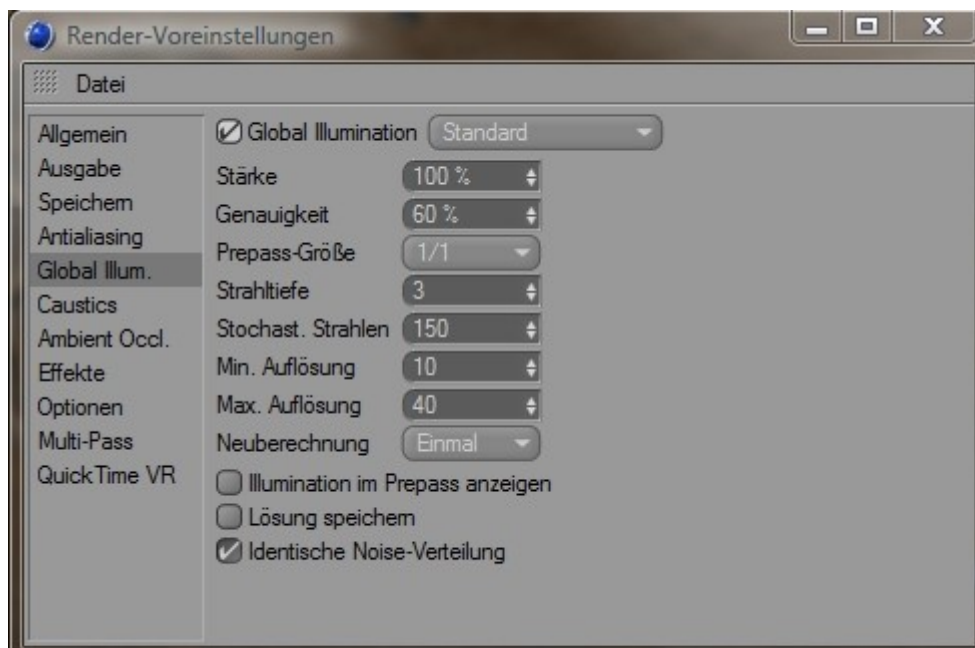 Render-Voreinstellungen
Datei
Allgemein
Ausgabe
Speichern
Antialiasing
Global Illum.
Caustics
Ambient Occl.
Effekte
Optionen
Multi-Pass
QuickTime VR
Global Illumination Standard
Stärke 100 %
Genauigkeit 60 %
Prepass-Größe 1/1
Strahltiefe 3
Stochast. Strahlen 150
Min. Auflösung 10
Max. Auflösung 40
Neuberechnung Einmal
Illumination im Prepass anzeigen
Lösung speichern
Identische Noise-Verteilung